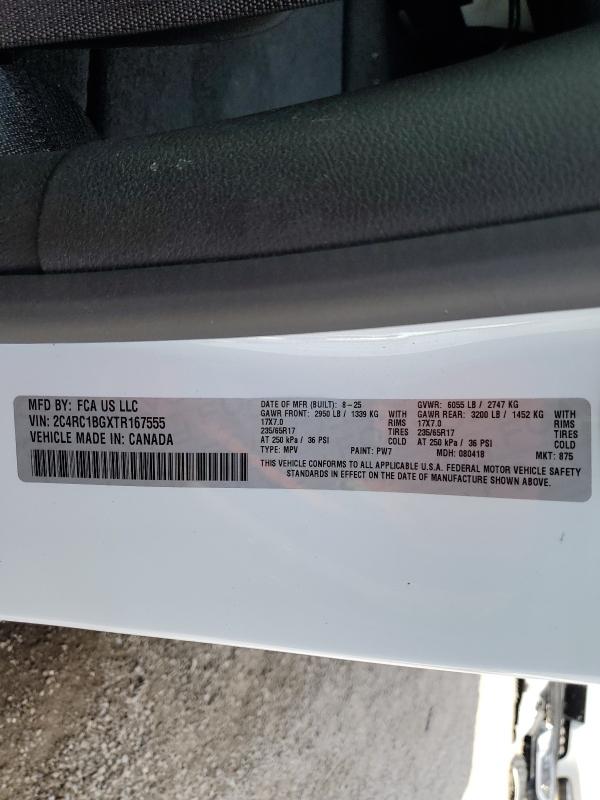 MFD BY: FCA US LLC
VIN: 2C4RC1BGXTR167555
VEHICLE MADE IN: CANADA
DATE OF MFR (BUILT): 8-25
GAWR FRONT: 2950 LB / 1339 KG WITH
17X7.0 RIMS
235/65R17 TIRES
AT 250 kPa / 36 PSI COLD
TYPE: MPV PAINT: PW7
GVWR: 6055 LB / 2747 KG
GAWR REAR: 3200 LB / 1452 KG WITH
17X7.0 RIMS
235/65R17 TIRES
AT 250 kPa / 36 PSI COLD
MDH: 080418 MKT: 875
THIS VEHICLE CONFORMS TO ALL APPLICABLE U.S.A. FEDERAL MOTOR VEHICLE SAFETY
STANDARDS IN EFFECT ON THE DATE OF MANUFACTURE SHOWN ABOVE.